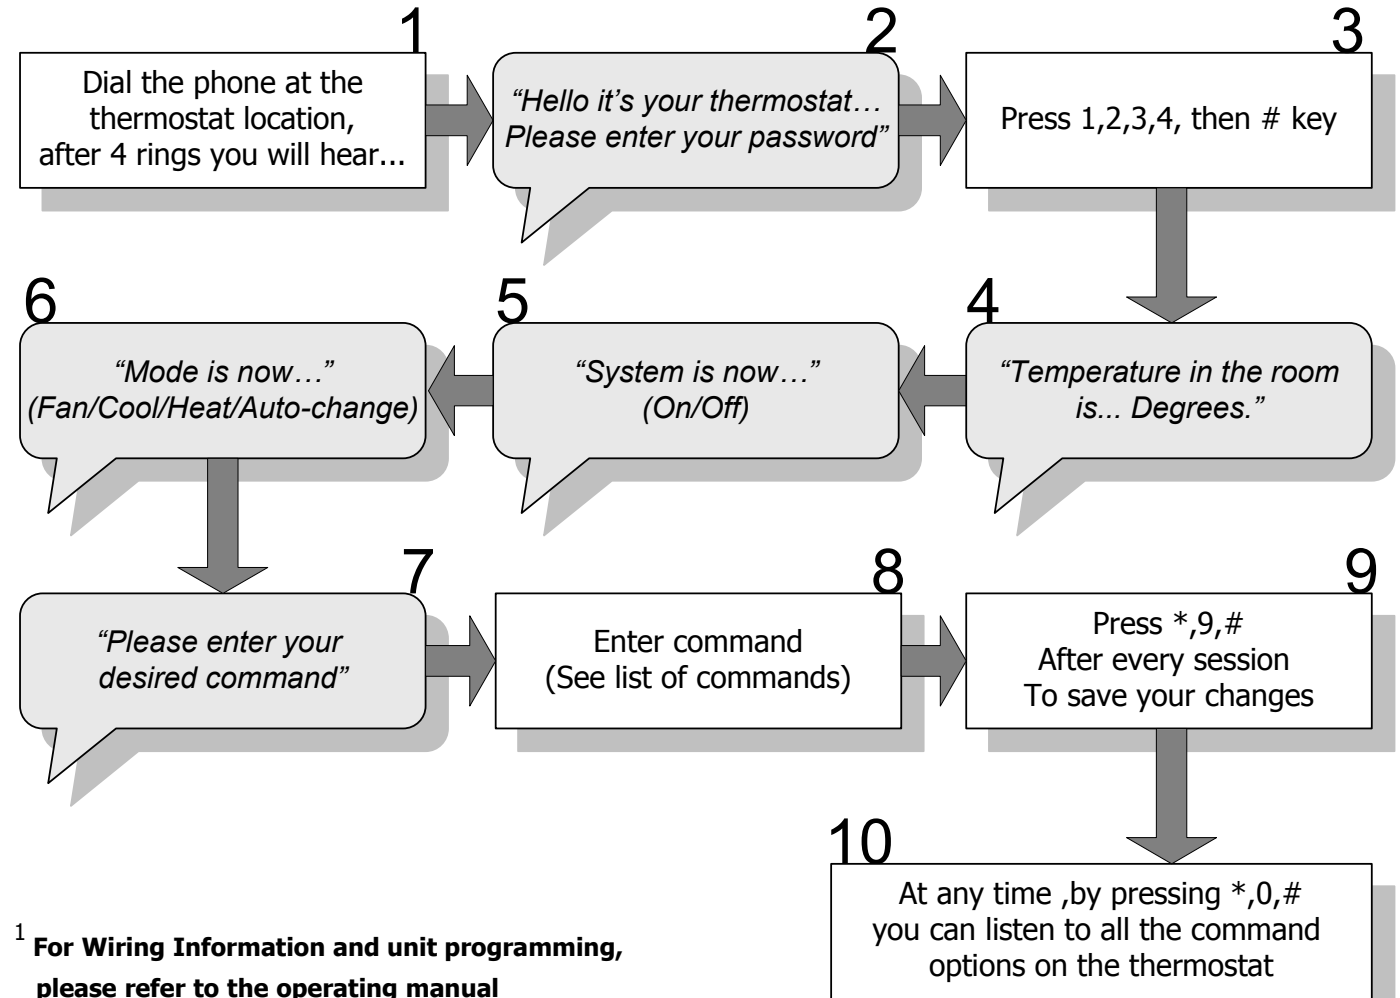 1
Dial the phone at the
thermostat location,
after 4 rings you will hear...
2
“Hello it’s your thermostat…
Please enter your password”
3
Press 1,2,3,4, then # key
4
“Temperature in the room
is... Degrees.”
5
“System is now…”
(On/Off)
6
“Mode is now…”
(Fan/Cool/Heat/Auto-change)
7
“Please enter your
desired command”
8
Enter command
(See list of commands)
9
Press *,9,#
After every session
To save your changes
10
At any time ,by pressing *,0,#
you can listen to all the command
options on the thermostat
1 For Wiring Information and unit programming,
please refer to the operating manual